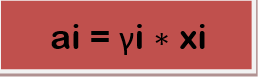 ai = γi * xi